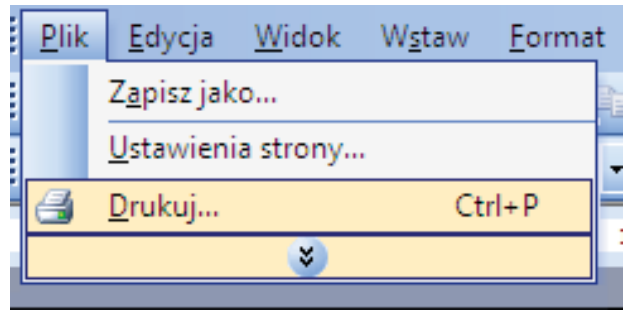 Plik Edycja Widok Wstaw Format
Zapisz jako...
Ustawienia strony...
Drukuj... Ctrl+P